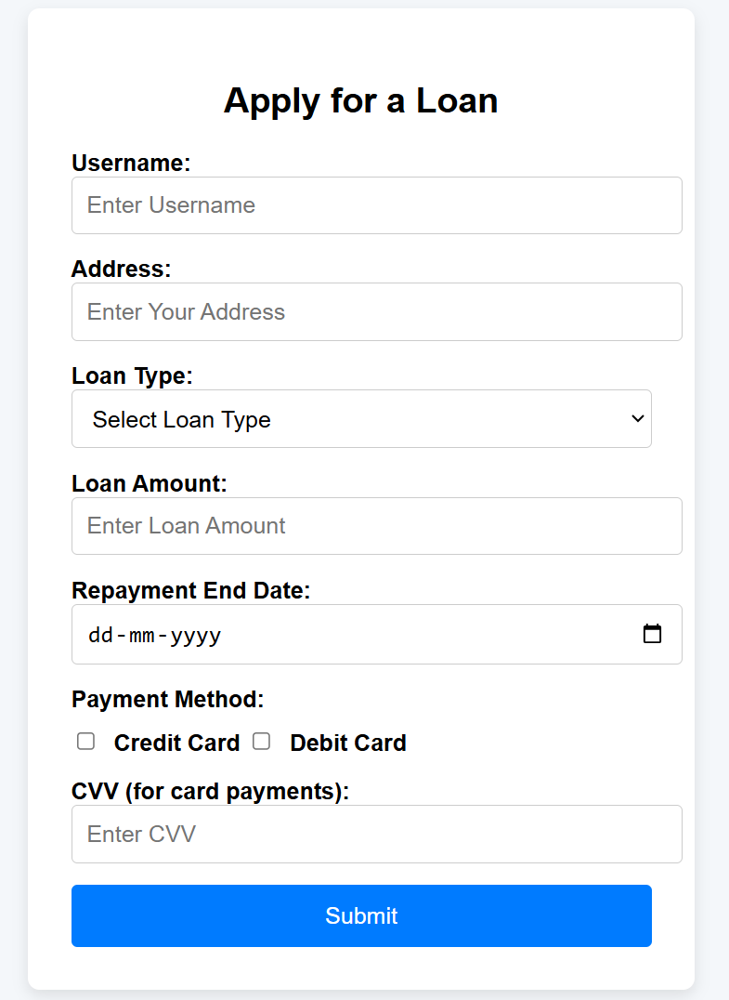 Apply for a Loan
Username:
Enter Username
Address:
Enter Your Address
Loan Type:
Select Loan Type
Loan Amount:
Enter Loan Amount
Repayment End Date:
dd-mm-yyyy
Payment Method:
Credit Card Debit Card
CVV (for card payments):
Enter CVV
Submit